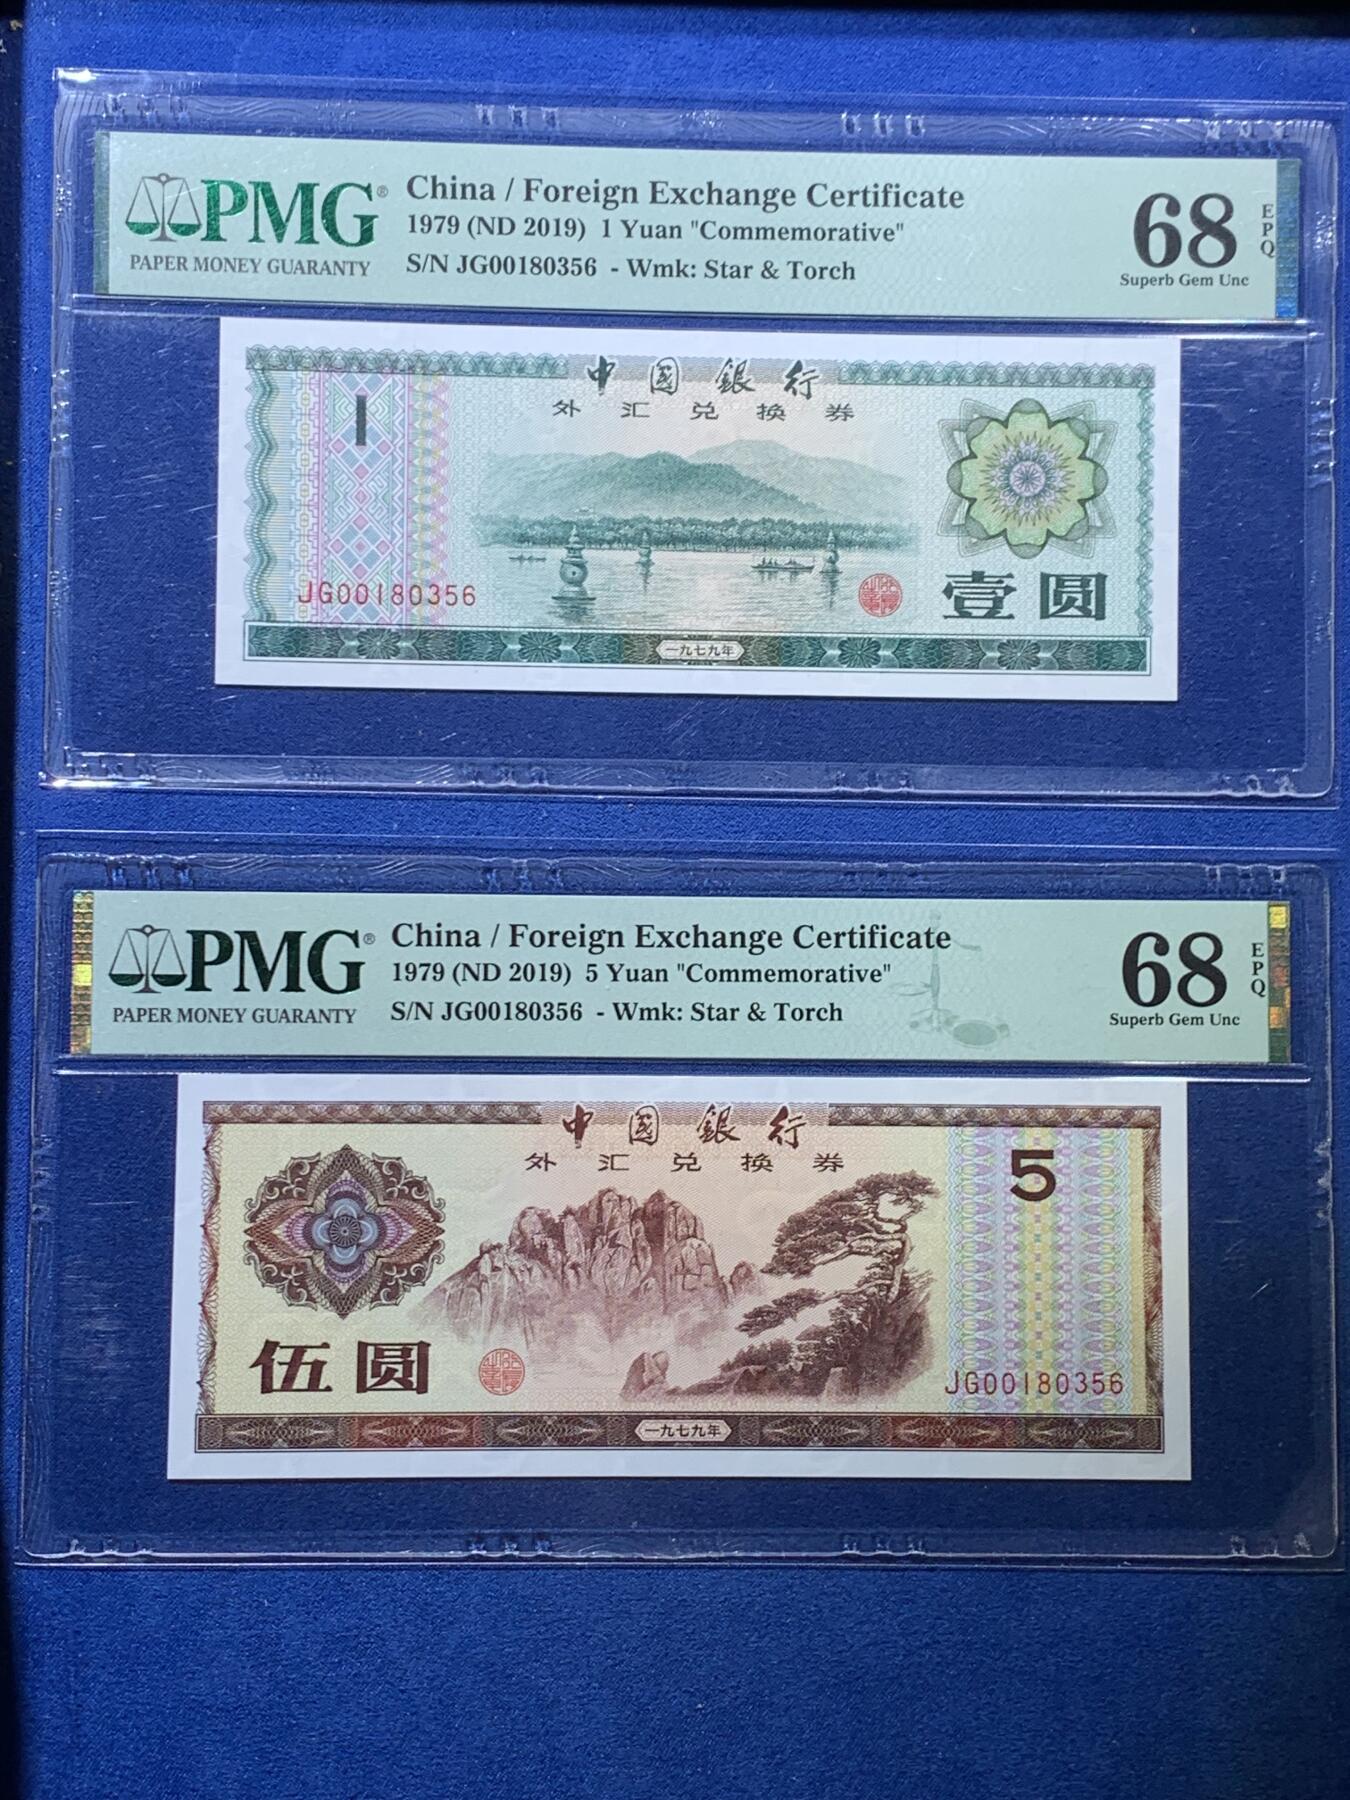 PMG®
PAPER MONEY GUARANTY
China / Foreign Exchange Certificate
1979 (ND 2019) 1 Yuan "Commemorative"
S/N JG00180356 - Wmk: Star & Torch
68
EPQ
Superb Gem Unc
中國銀行
外汇兑换券
1
JG00180356
壹圆
一九七九年
PMG®
PAPER MONEY GUARANTY
China / Foreign Exchange Certificate
1979 (ND 2019) 5 Yuan "Commemorative"
S/N JG00180356 - Wmk: Star & Torch
68
EPQ
Superb Gem Unc
中國銀行
外汇兑换券
5
伍圆
JG00180356
一九七九年